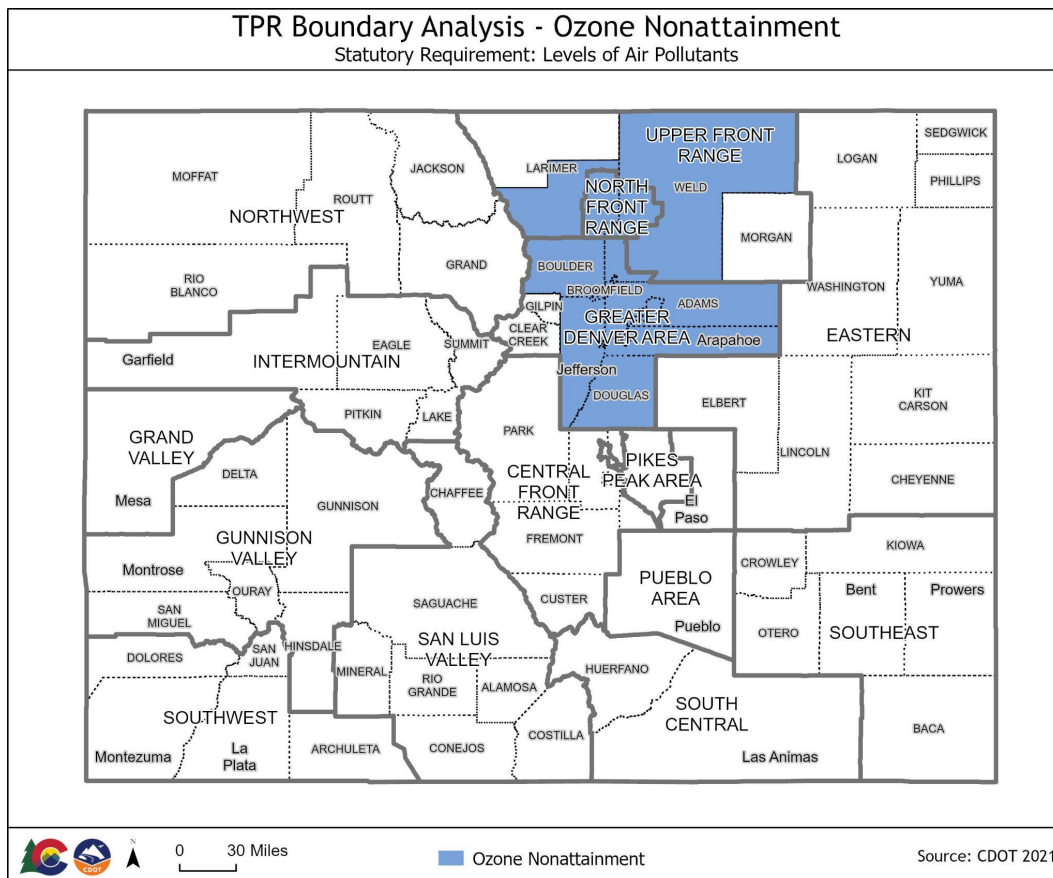 TPR Boundary Analysis - Ozone Nonattainment
Statutory Requirement: Levels of Air Pollutants
MOFFAT
ROUTT
JACKSON
LARIMER
UPPER FRONT
RANGE
LOGAN
SEDGWICK
PHILLIPS
NORTHWEST
NORTH
FRONT
RANGE
WELD
MORGAN
RIO
BLANCO
GRAND
BOULDER
BROOMFIELD
ADAMS
WASHINGTON
YUMA
GILPIN
CLEAR
CREEK
GREATER
DENVER AREA
Arapahoe
EASTERN
Garfield
INTERMOUNTAIN
EAGLE
SUMMIT
Jefferson
DOUGLAS
ELBERT
KIT
CARSON
PITKIN
LAKE
PARK
LINCOLN
GRAND
VALLEY
Mesa
DELTA
GUNNISON
CHAFFEE
CENTRAL
FRONT
RANGE
PIKES
PEAK AREA
El
Paso
CHEYENNE
GUNNISON
VALLEY
FREMONT
KIOWA
Montrose
OURAY
CROWLEY
SAN
MIGUEL
SAGUACHE
CUSTER
PUEBLO
AREA
Pueblo
Bent
Prowers
OTERO
SOUTHEAST
DOLORES
SAN
JUAN
HINSDALE
MINERAL
SAN LUIS
VALLEY
RIO
GRANDE
ALAMOSA
HUERFANO
SOUTHWEST
SOUTH
CENTRAL
Montezuma
La
Plata
ARCHULETA
CONEJOS
COSTILLA
Las Animas
BACA
CDOT
N
0 30 Miles
Ozone Nonattainment
Source: CDOT 2021